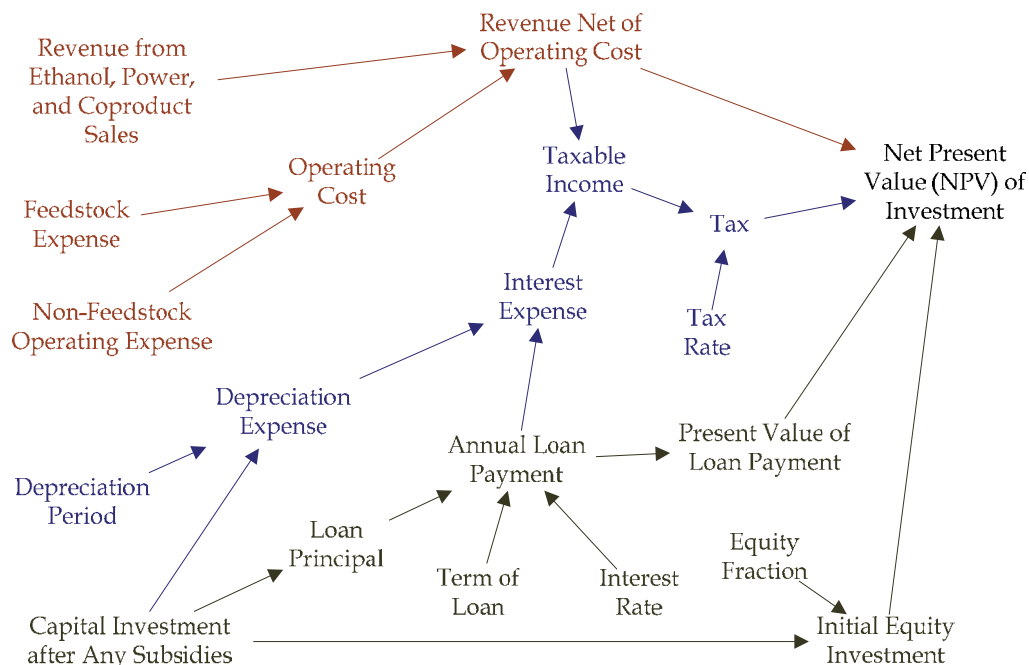 Revenue Net of
Operating Cost
Revenue from
Ethanol, Power,
and Coproduct
Sales
Taxable
Income
Net Present
Value (NPV) of
Investment
Operating
Cost
Feedstock
Expense
Tax
Interest
Expense
Non-Feedstock
Operating Expense
Tax
Rate
Depreciation
Expense
Annual Loan
Payment
Present Value of
Loan Payment
Depreciation
Period
Loan
Principal
Equity
Fraction
Term of
Loan
Interest
Rate
Capital Investment
after Any Subsidies
Initial Equity
Investment